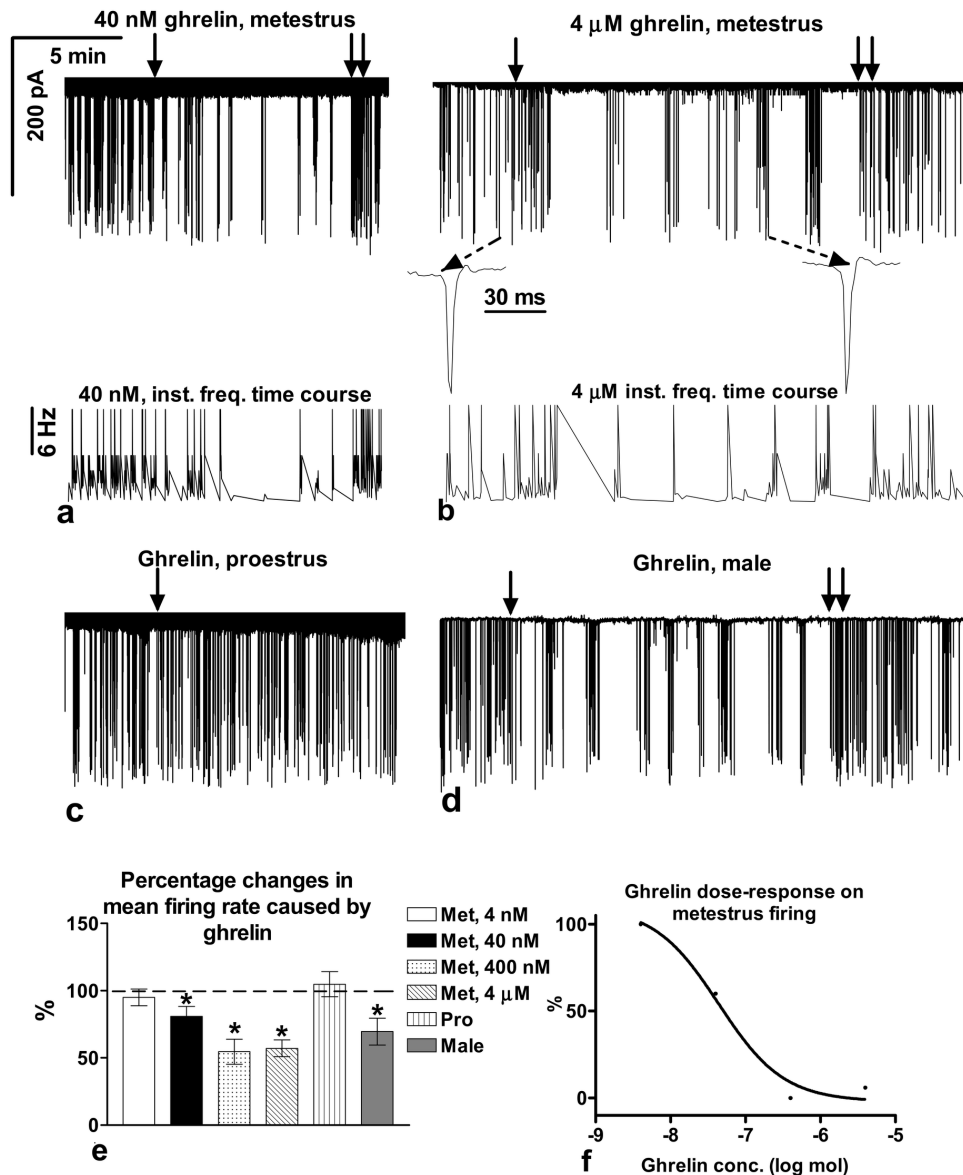 40 nM ghrelin, metestrus
4 µM ghrelin, metestrus
5 min
200 pA
30 ms
40 nM, inst. freq. time course
4 µM inst. freq. time course
6 Hz
a
b
Ghrelin, proestrus
Ghrelin, male
c
d
Percentage changes in
mean firing rate caused by
ghrelin
150
100
50
0
%
* * * *
Met, 4 nM
Met, 40 nM
Met, 400 nM
Met, 4 µM
Pro
Male
e
Ghrelin dose-response on
metestrus firing
100
50
0
%
-9 -8 -7 -6 -5
Ghrelin conc. (log mol)
f